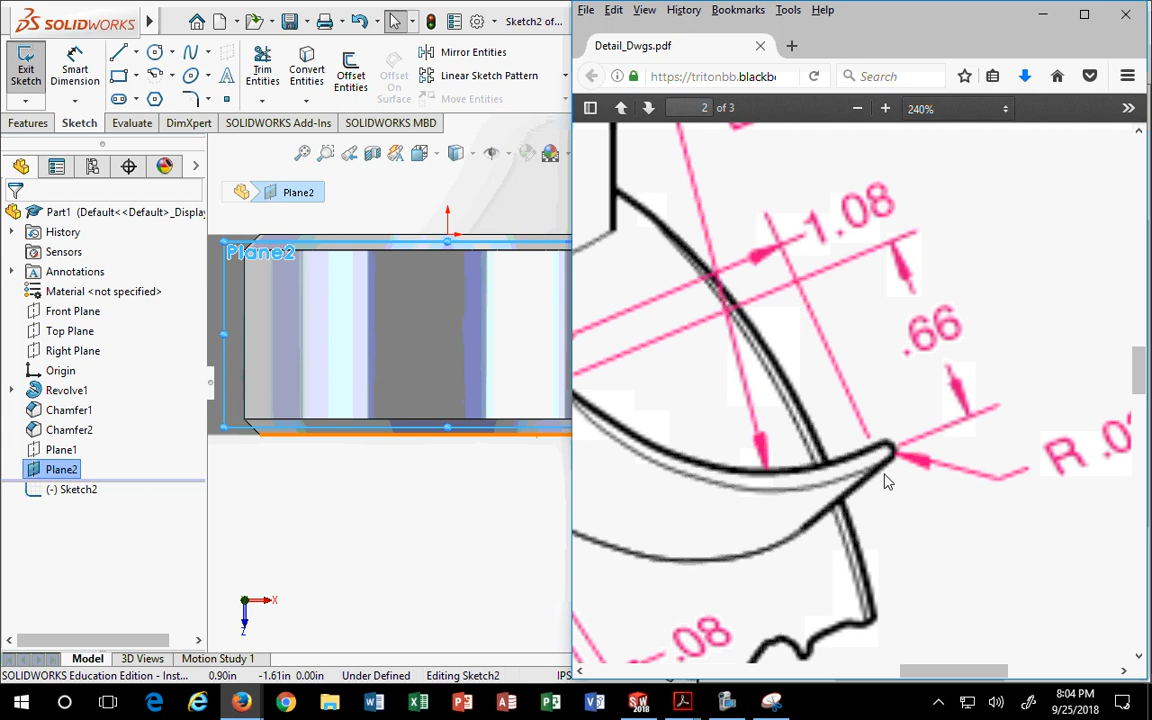 SOLIDWORKS
Sketch2 of...
File Edit View History Bookmarks Tools Help
Detail_Dwgs.pdf
https://tritonbb.blackb
Search
2 of 3
240%
Exit Sketch
Smart Dimension
Trim Entities
Convert Entities
Offset Entities
Offset On Surface
Mirror Entities
Linear Sketch Pattern
Move Entities
Features Sketch Evaluate DimXpert SOLIDWORKS Add-Ins SOLIDWORKS MBD
Plane2
Plane2
Part1 (Default<<Default>_Displa
History
Sensors
Annotations
Material <not specified>
Front Plane
Top Plane
Right Plane
Origin
Revolve1
Chamfer1
Chamfer2
Plane1
Plane2
(-) Sketch2
X
Z
1.08
.66
R .0
.08
Model 3D Views Motion Study 1
SOLIDWORKS Education Edition - Inst... 0.90in -1.61in 0.00in Under Defined Editing Sketch2 IPS
8:04 PM
9/25/2018